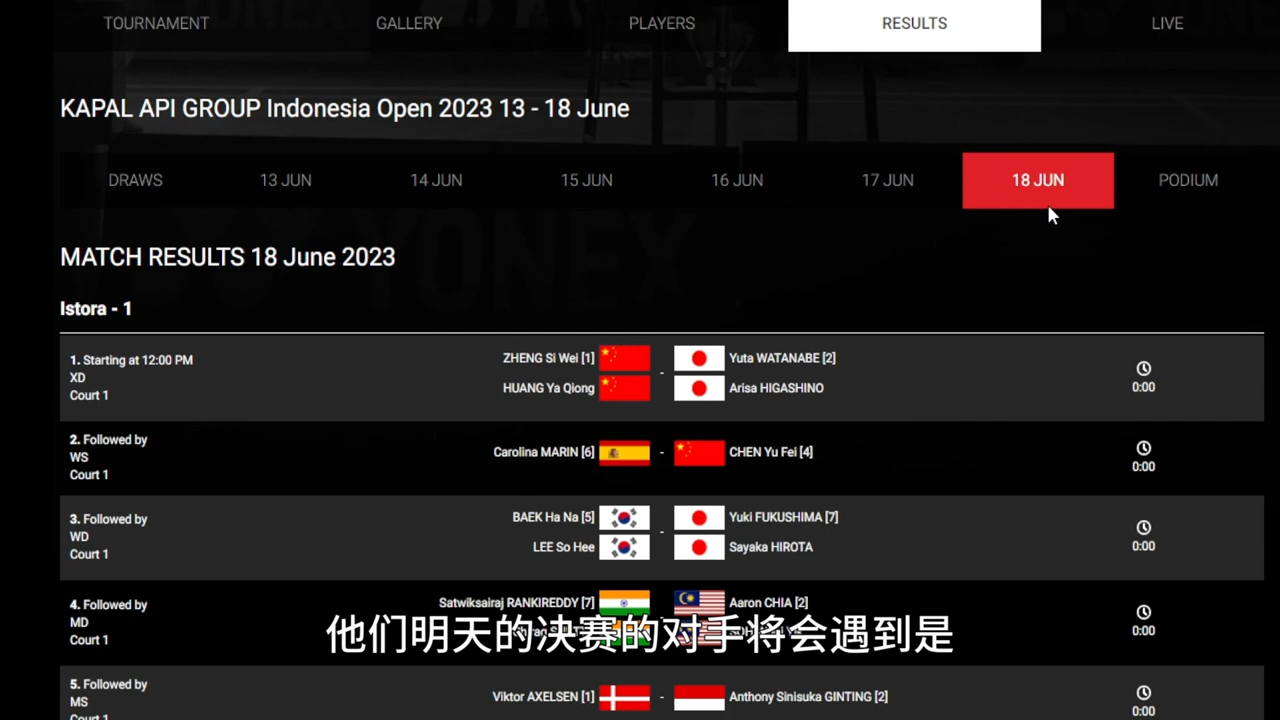 TOURNAMENT GALLERY PLAYERS RESULTS LIVE
KAPAL API GROUP Indonesia Open 2023 13 - 18 June
DRAWS 13 JUN 14 JUN 15 JUN 16 JUN 17 JUN 18 JUN PODIUM
YONEX
MATCH RESULTS 18 June 2023
Istora - 1
1. Starting at 12:00 PM
XD
Court 1
ZHENG Si Wei [1] - Yuta WATANABE [2]
HUANG Ya Qiong Arisa HIGASHINO
0:00
2. Followed by
WS
Court 1
Carolina MARIN [6] - CHEN Yu Fei [4]
0:00
3. Followed by
WD
Court 1
BAEK Ha Na [5] - Yuki FUKUSHIMA [7]
LEE So Hee Sayaka HIROTA
0:00
4. Followed by
MD
Court 1
Satwiksairaj RANKIREDDY [7] Aaron CHIA [2]
0:00
他们明天的决赛的对手将会遇到是
5. Followed by
MS
Court 1
Viktor AXELSEN [1] - Anthony Sinisuka GINTING [2]
0:00